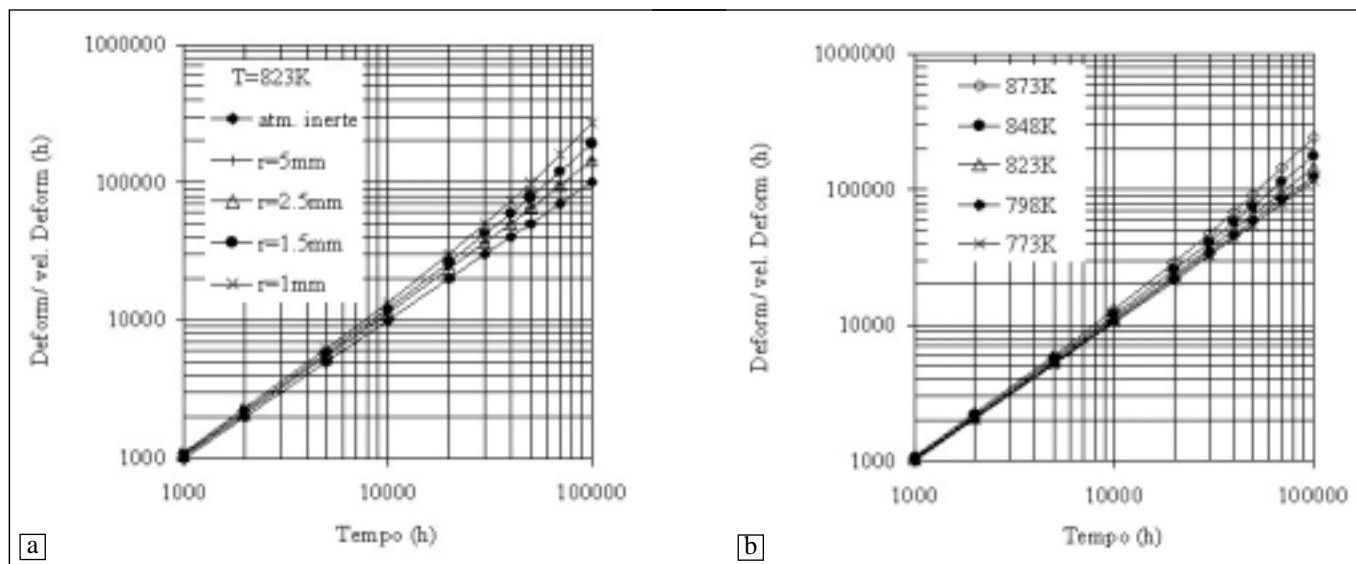 1000000
100000
10000
1000
Deform/ vel. Deform (h)
T=823K
atm. inerte
r=5mm
r=2.5mm
r=1.5mm
r=1mm
1000
10000
100000
Tempo (h)
a
1000000
100000
10000
1000
Deform/ vel. Deform (h)
873K
848K
823K
798K
773K
1000
10000
100000
Tempo (h)
b